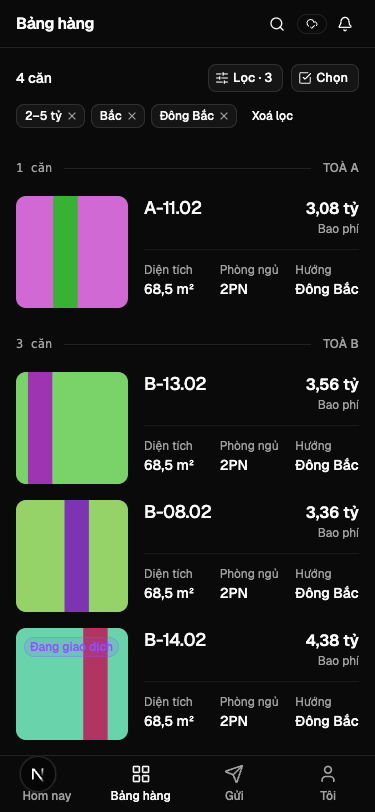 Bảng hàng
4 căn
Lọc · 3
Chọn
2–5 tỷ
Bắc
Đông Bắc
Xoá lọc
1 căn
TOÀ A
A-11.02
3,08 tỷ
Bao phí
Diện tích Phòng ngủ Hướng
68,5 m² 2PN Đông Bắc
3 căn
TOÀ B
B-13.02
3,56 tỷ
Bao phí
Diện tích Phòng ngủ Hướng
68,5 m² 2PN Đông Bắc
B-08.02
3,36 tỷ
Bao phí
Diện tích Phòng ngủ Hướng
68,5 m² 2PN Đông Bắc
Đang giao dịch
B-14.02
4,38 tỷ
Bao phí
Diện tích Phòng ngủ Hướng
68,5 m² 2PN Đông Bắc
N
Hôm nay Bảng hàng Gửi Tôi